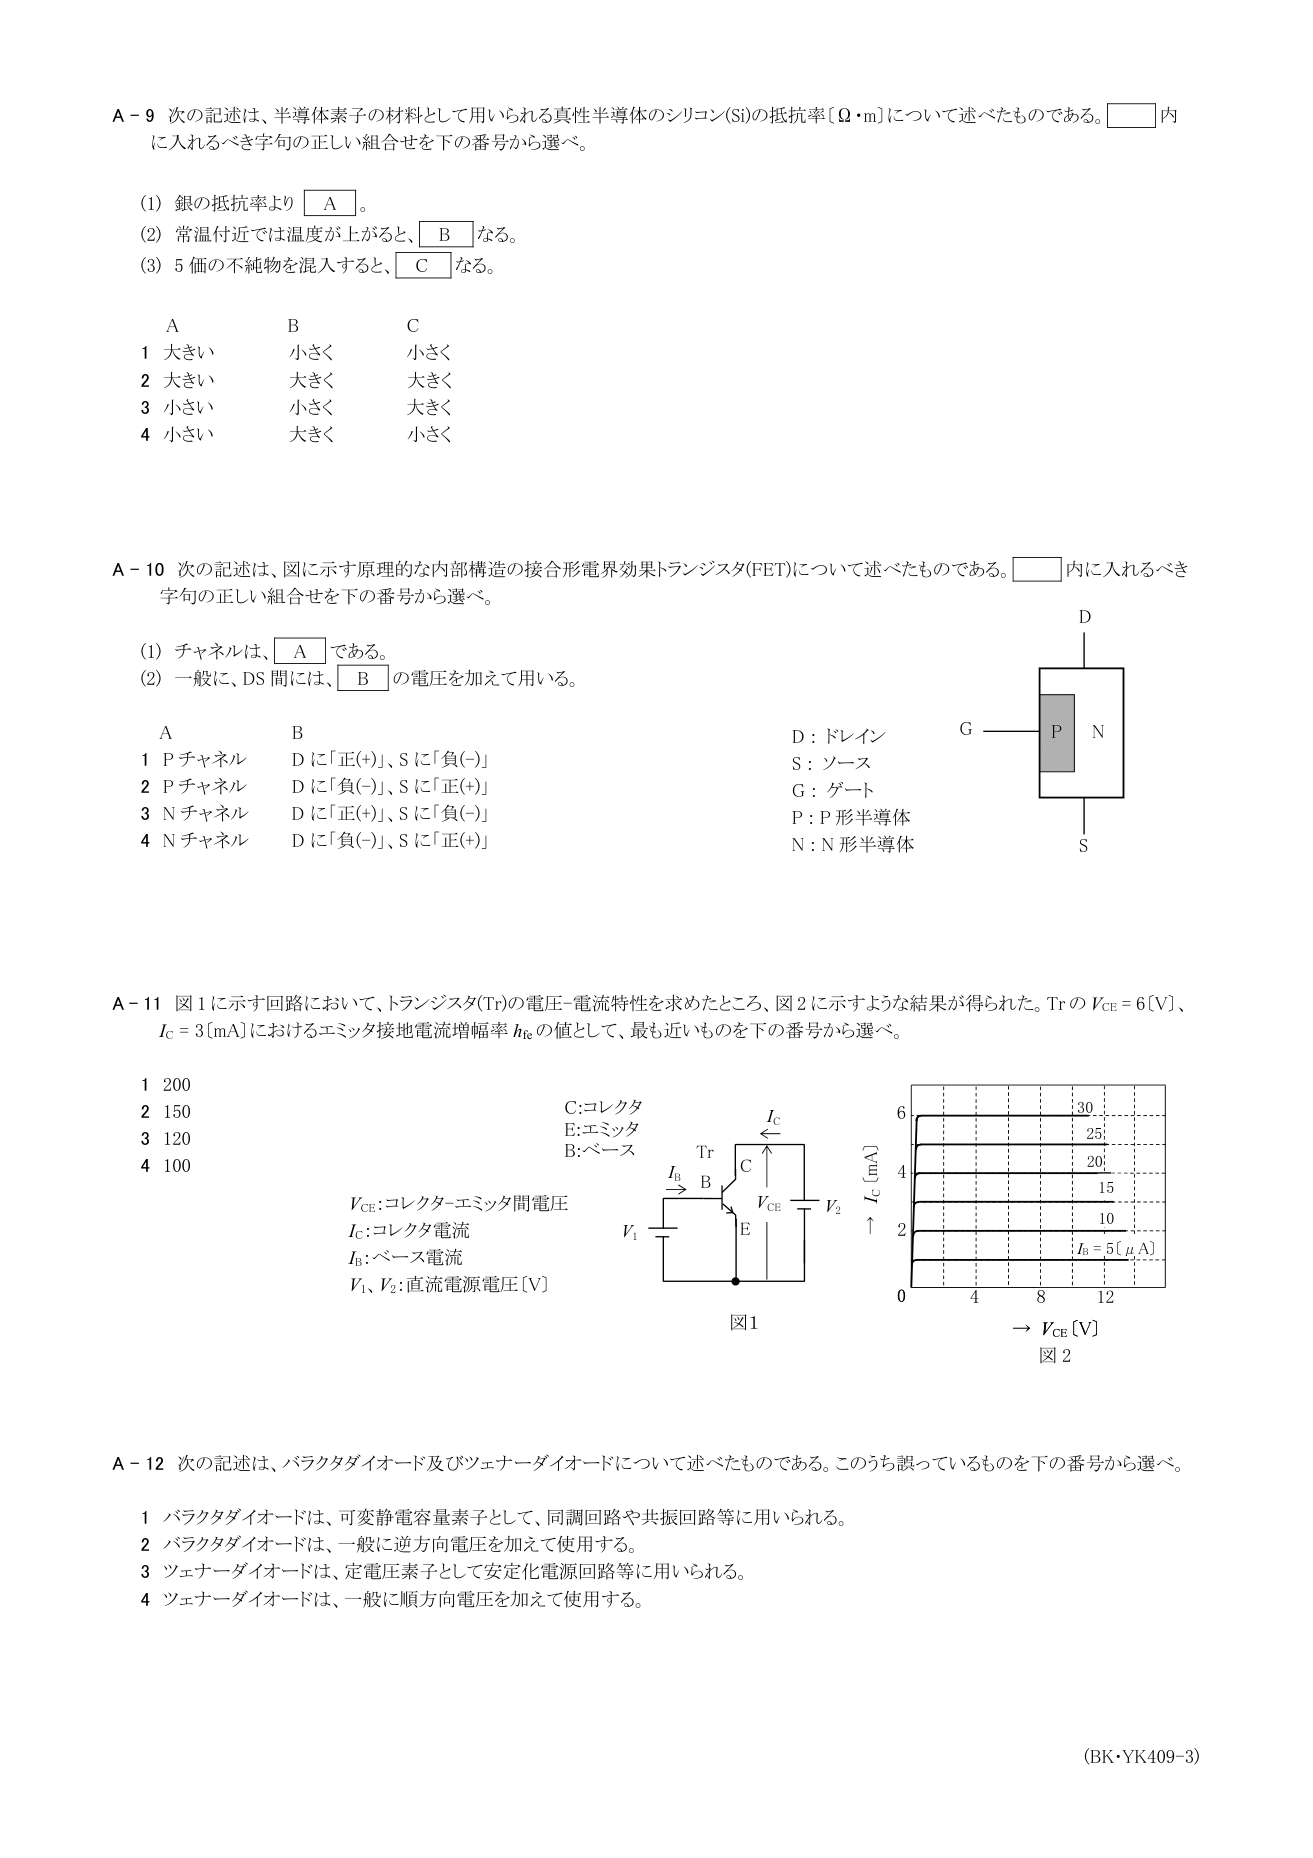 A－9 次の記述は、半導体素子の材料として用いられる真性半導体のシリコン(Si)の抵抗率〔Ω・m〕について述べたものである。 内
に入れるべき字句の正しい組合せを下の番号から選べ。
(1) 銀の抵抗率より A 。
(2) 常温付近では温度が上がると、 B なる。
(3) 5 価の不純物を混入すると、 C なる。
A B C
1 大きい 小さく 小さく
2 大きい 大きく 大きく
3 小さい 小さく 大きく
4 小さい 大きく 小さく
A－10 次の記述は、図に示す原理的な内部構造の接合形電界効果トランジスタ(FET)について述べたものである。 内に入れるべき
字句の正しい組合せを下の番号から選べ。
(1) チャネルは、 A である。
(2) 一般に、DS 間には、 B の電圧を加えて用いる。
A B
1 P チャネル D に「正(+)」、S に「負(-)」
2 P チャネル D に「負(-)」、S に「正(+)」
3 N チャネル D に「正(+)」、S に「負(-)」
4 N チャネル D に「負(-)」、S に「正(+)」
D : ドレイン
S : ソース
G : ゲート
P : P 形半導体
N : N 形半導体
D
G P N
S
A－11 図 1 に示す回路において、トランジスタ(Tr)の電圧-電流特性を求めたところ、図 2 に示すような結果が得られた。Tr の VCE = 6〔V〕、
IC = 3〔mA〕におけるエミッタ接地電流増幅率 hfe の値として、最も近いものを下の番号から選べ。
1 200
2 150
3 120
4 100
C:コレクタ
E:エミッタ
B:ベース
VCE:コレクタ-エミッタ間電圧
IC:コレクタ電流
IB:ベース電流
V1、V2:直流電源電圧〔V〕
IC
Tr
C
IB
B
VCE
V2
V1
E
図1
6
4
2
0
↑ IC〔mA〕
30
25
20
15
10
IB = 5〔μA〕
4 8 12
→ VCE〔V〕
図 2
A－12 次の記述は、バラクタダイオード及びツェナーダイオードについて述べたものである。このうち誤っているものを下の番号から選べ。
1 バラクタダイオードは、可変静電容量素子として、同調回路や共振回路等に用いられる。
2 バラクタダイオードは、一般に逆方向電圧を加えて使用する。
3 ツェナーダイオードは、定電圧素子として安定化電源回路等に用いられる。
4 ツェナーダイオードは、一般に順方向電圧を加えて使用する。
(BK・YK409-3)